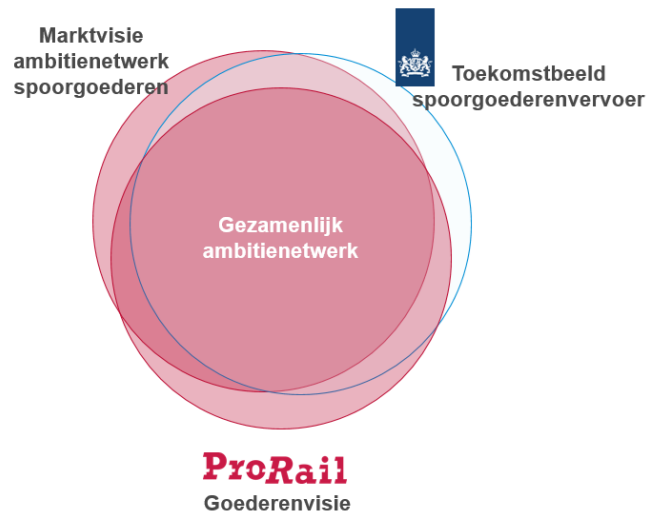 Marktvisie
ambitienetwerk
spoorgoederen
Toekomstbeeld
spoorgoederenvervoer
Gezamenlijk
ambitienetwerk
ProRail
Goederenvisie